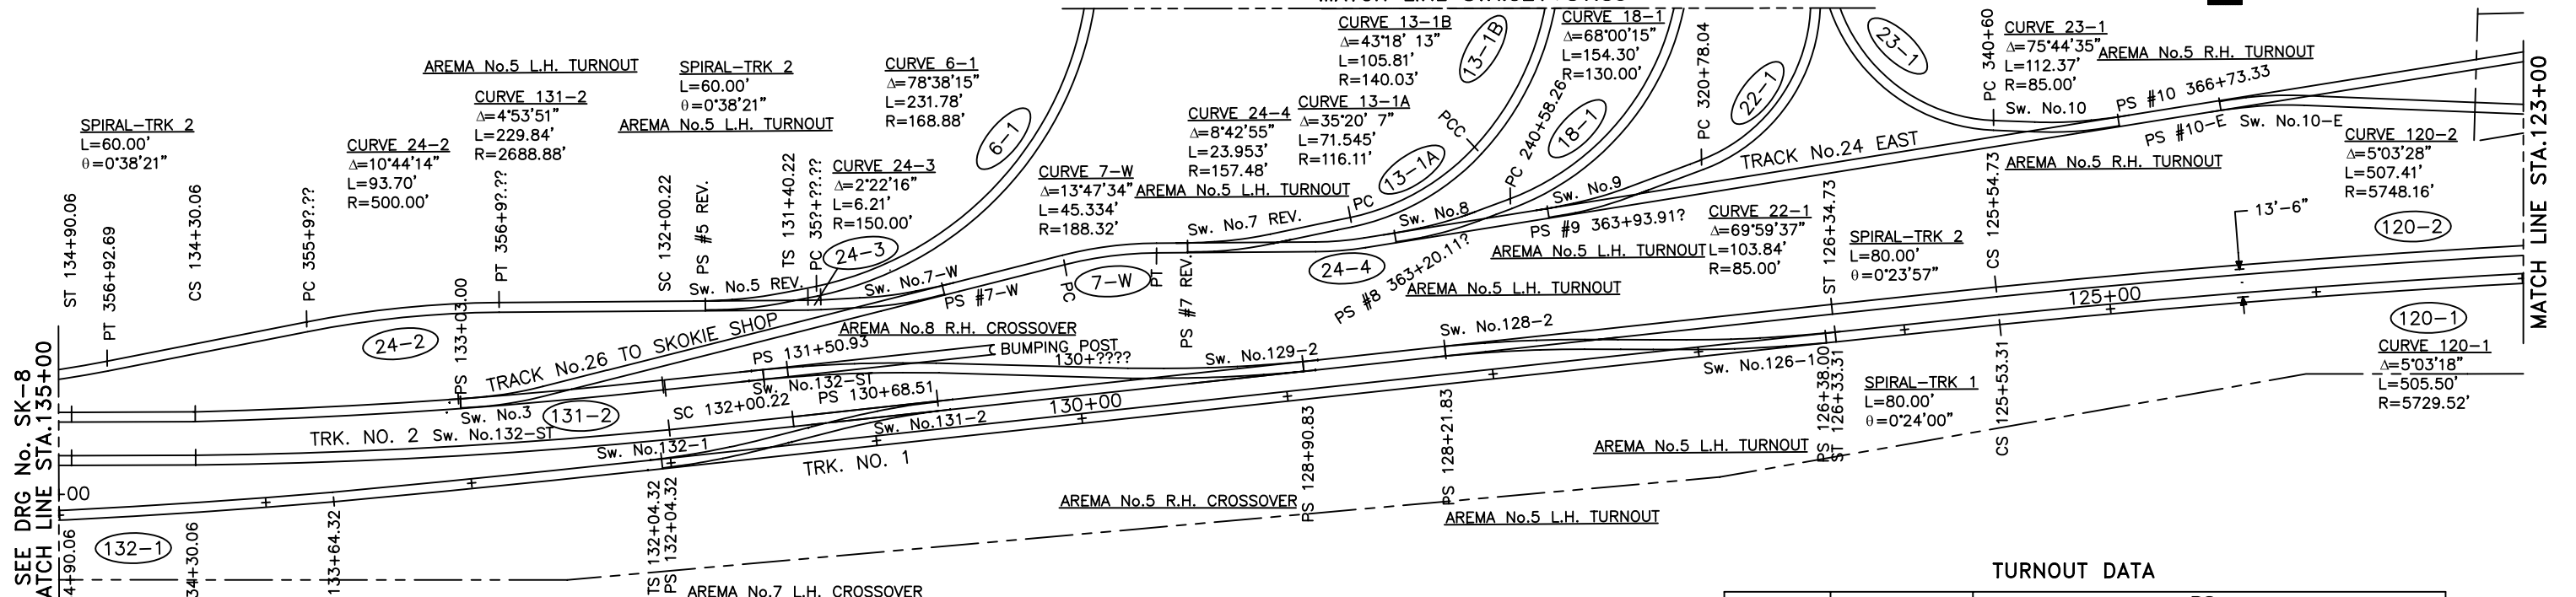 CURVE 13-1B
Δ=43°18' 13"
L=105.81'
R=140.03'
13-1B
CURVE 18-1
Δ=68°00'15"
L=154.30'
R=130.00'
PC 320+78.04
22-1
23-1
PC 340+60
CURVE 23-1
Δ=75°44'35"
L=112.37'
R=85.00'
AREMA No.5 R.H. TURNOUT
PS #10 366+73.33
Sw. No.10
PS #10-E
Sw. No.10-E
MATCH LINE STA.123+00
AREMA No.5 L.H. TURNOUT
SPIRAL-TRK 2
L=60.00'
θ=0°38'21"
AREMA No.5 L.H. TURNOUT
CURVE 6-1
Δ=78°38'15"
L=231.78'
R=168.88'
6-1
CURVE 131-2
Δ=4°53'51"
L=229.84'
R=2688.88'
SPIRAL-TRK 2
L=60.00'
θ=0°38'21"
CURVE 24-2
Δ=10°44'14"
L=93.70'
R=500.00'
CURVE 24-4
Δ=8°42'55"
L=23.953'
R=157.48'
CURVE 13-1A
Δ=35°20' 7"
L=71.545'
R=116.11'
PCC
13-1A
PC
PC 240+58.26
18-1
Sw. No.9
TRACK No.24 EAST
AREMA No.5 R.H. TURNOUT
CURVE 120-2
Δ=5°03'28"
L=507.41'
R=5748.16'
120-2
CURVE 24-3
Δ=2°22'16"
L=6.21'
R=150.00'
24-3
CURVE 7-W
Δ=13°47'34"
L=45.334'
R=188.32'
AREMA No.5 L.H. TURNOUT
Sw. No.7 REV.
Sw. No.8
PS #9 363+93.91?
CURVE 22-1
Δ=69°59'37"
L=103.84'
R=85.00'
AREMA No.5 L.H. TURNOUT
ST 126+34.73
CS 125+54.73
SPIRAL-TRK 2
L=80.00'
θ=0°23'57"
13'-6"
ST 134+90.06
PT 356+92.69
CS 134+30.06
PC 355+9?.??
PS 133+03.00
PT 356+9?.??
SC 132+00.22
PS #5 REV.
TS 131+40.22
PC 35?+??.??
Sw. No.5 REV.
Sw. No.7-W
PS #7-W
PC
7-W
PT
PS #7 REV.
24-4
PS #8 363+20.11?
AREMA No.5 L.H. TURNOUT
125+00
24-2
TRACK No.26 TO SKOKIE SHOP
AREMA No.8 R.H. CROSSOVER
PS 131+50.93
BUMPING POST
130+????
Sw. No.132-ST
Sw. No.129-2
Sw. No.128-2
Sw. No.126-1
120-1
CURVE 120-1
Δ=5°03'18"
L=505.50'
R=5729.52'
SEE DRG No. SK-8
MATCH LINE STA.135+00
Sw. No.3
131-2
SC 132+00.22
PS 130+68.51
130+00
TRK. NO. 2
Sw. No.132-ST
Sw. No.132-1
Sw. No.131-2
TRK. NO. 1
PS 128+90.83
PS 128+21.83
PS 126+38.00
ST 126+33.31
SPIRAL-TRK 1
L=80.00'
θ=0°24'00"
CS 125+53.31
AREMA No.5 L.H. TURNOUT
+00
132-1
4+90.06
34+30.06
133+64.32
TS 132+04.32
PS 132+04.32
AREMA No.5 R.H. CROSSOVER
AREMA No.5 L.H. TURNOUT
AREMA No.7 L.H. CROSSOVER
TURNOUT DATA